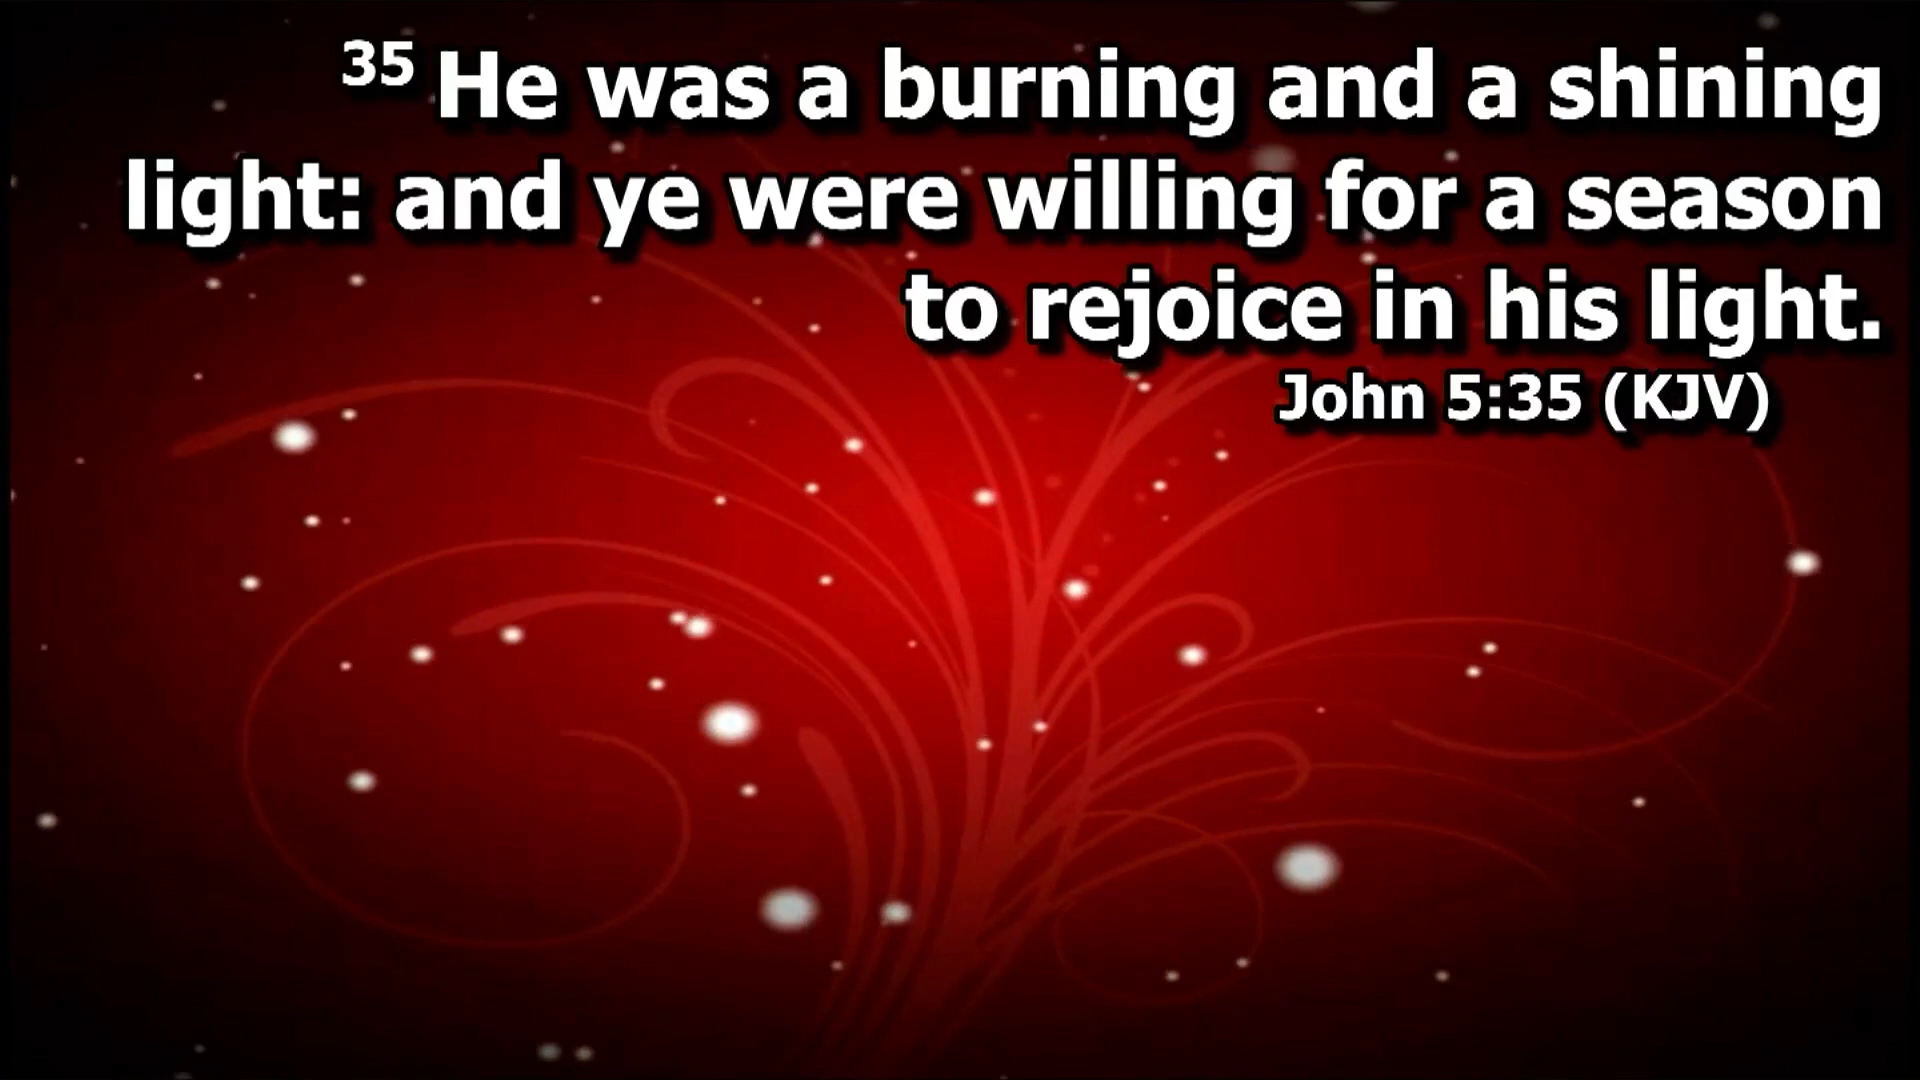 35 He was a burning and a shining
light: and ye were willing for a season
to rejoice in his light.
John 5:35 (KJV)